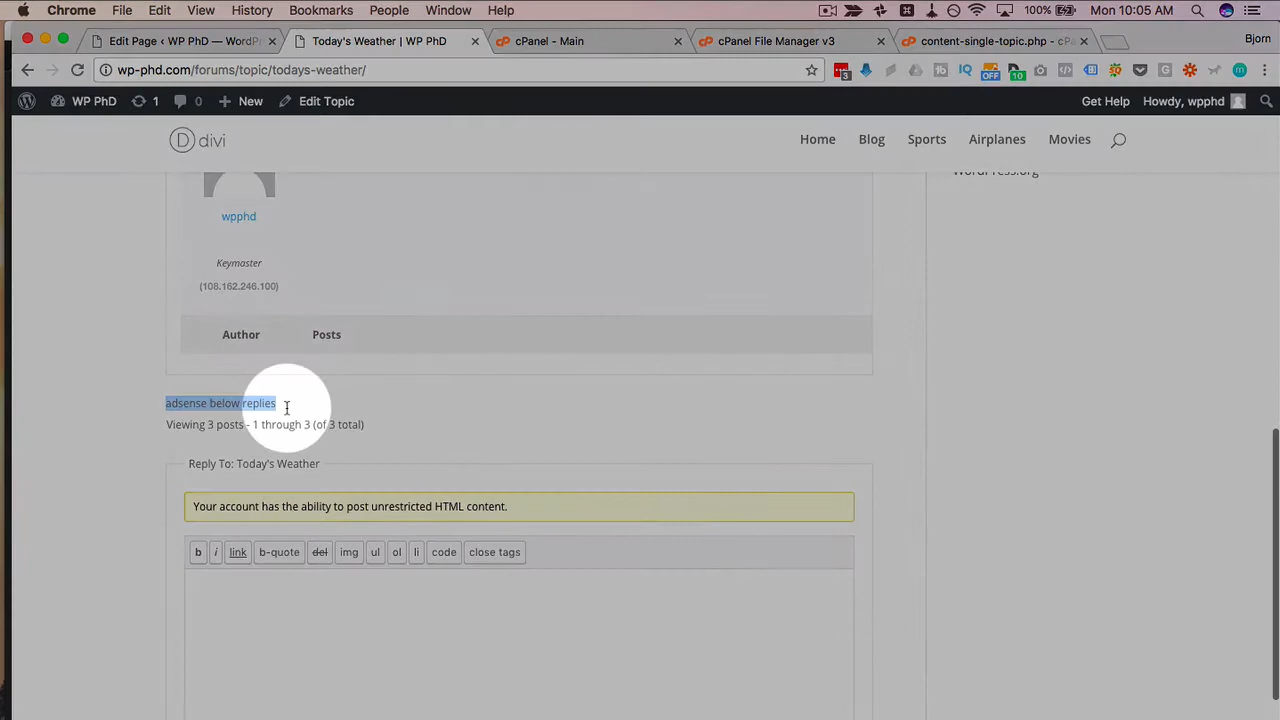 Chrome File Edit View History Bookmarks People Window Help 100% Mon 10:05 AM
Edit Page ‹ WP PhD — WordPr Today's Weather | WP PhD cPanel - Main cPanel File Manager v3 content-single-topic.php - cPa Bjorn
wp-phd.com/forums/topic/todays-weather/
WP PhD 1 0 + New Edit Topic Get Help Howdy, wpphd
divi Home Blog Sports Airplanes Movies
WordPress.org
wpphd
Keymaster
(108.162.246.100)
Author Posts
adsense below replies
Viewing 3 posts - 1 through 3 (of 3 total)
Reply To: Today's Weather
Your account has the ability to post unrestricted HTML content.
b i link b-quote del img ul ol li code close tags